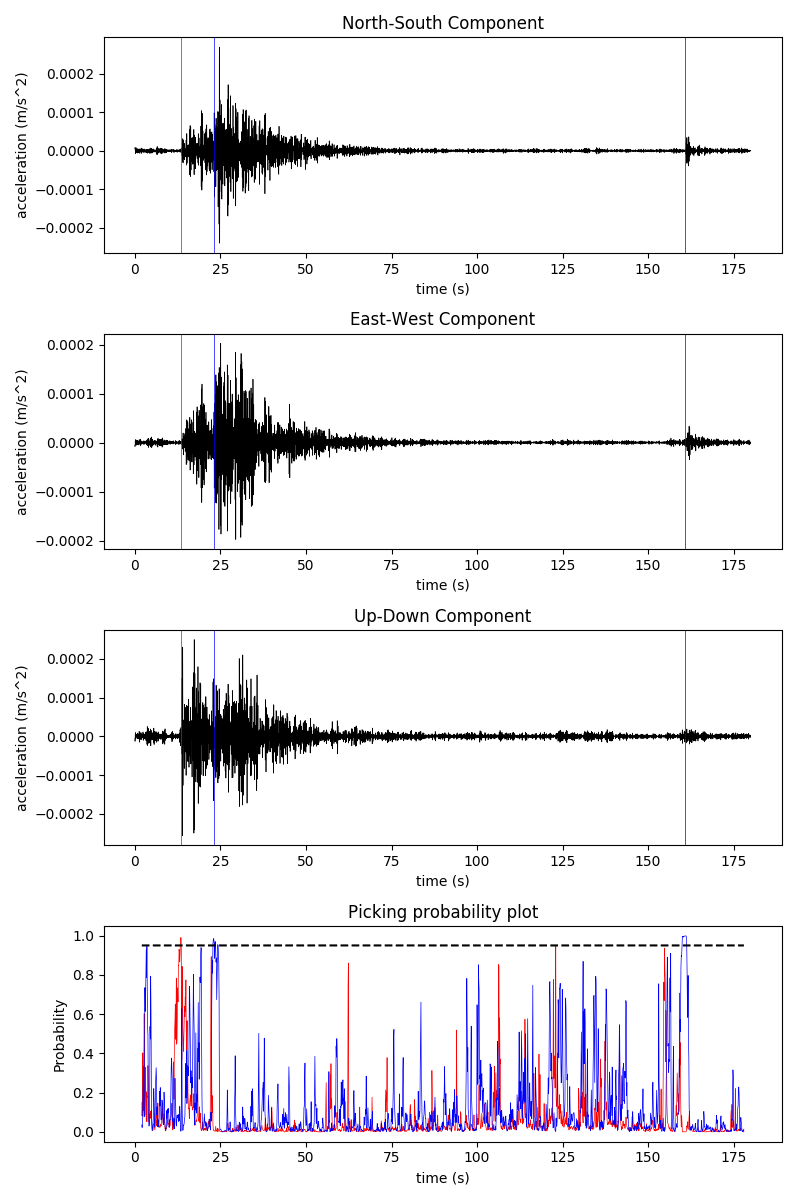 North-South Component
acceleration (m/s^2)
0.0002
0.0001
0.0000
−0.0001
−0.0002
0 25 50 75 100 125 150 175
time (s)
East-West Component
acceleration (m/s^2)
0.0002
0.0001
0.0000
−0.0001
−0.0002
0 25 50 75 100 125 150 175
time (s)
Up-Down Component
acceleration (m/s^2)
0.0002
0.0001
0.0000
−0.0001
−0.0002
0 25 50 75 100 125 150 175
time (s)
Picking probability plot
Probability
1.0
0.8
0.6
0.4
0.2
0.0
0 25 50 75 100 125 150 175
time (s)